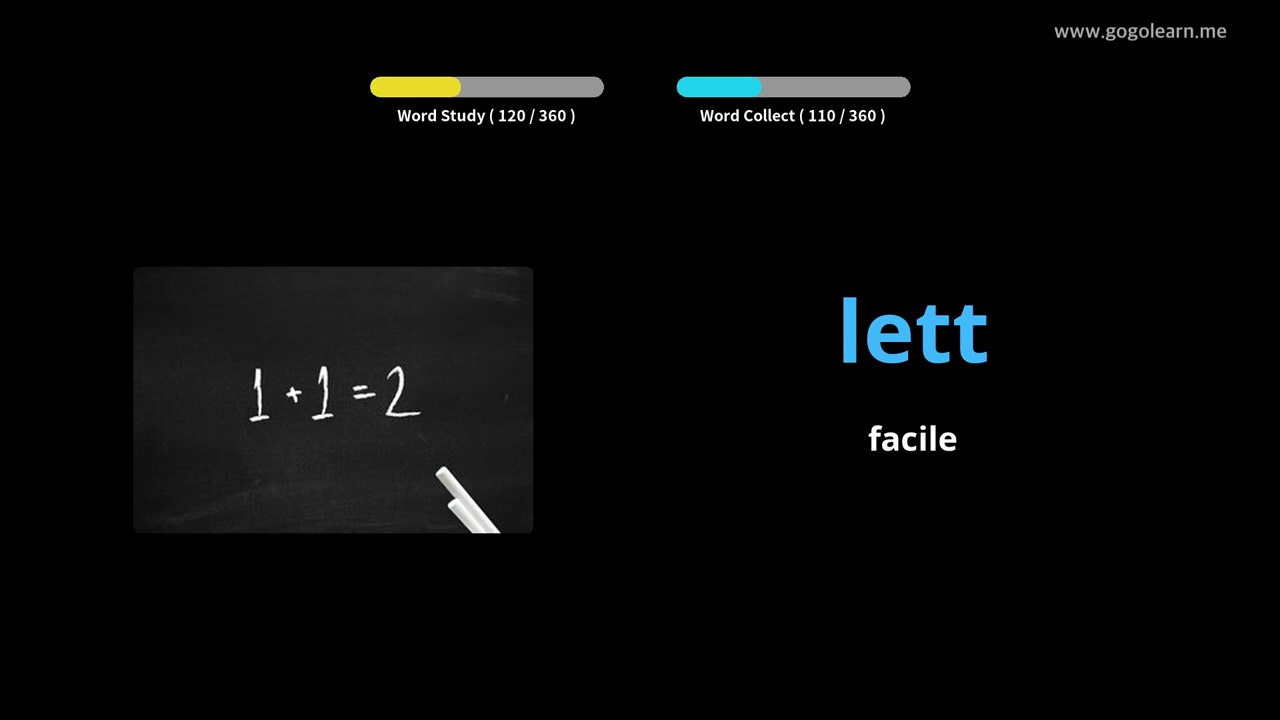 www.gogolearn.me
Word Study ( 120 / 360 )
Word Collect ( 110 / 360 )
1 + 1 = 2
lett
facile